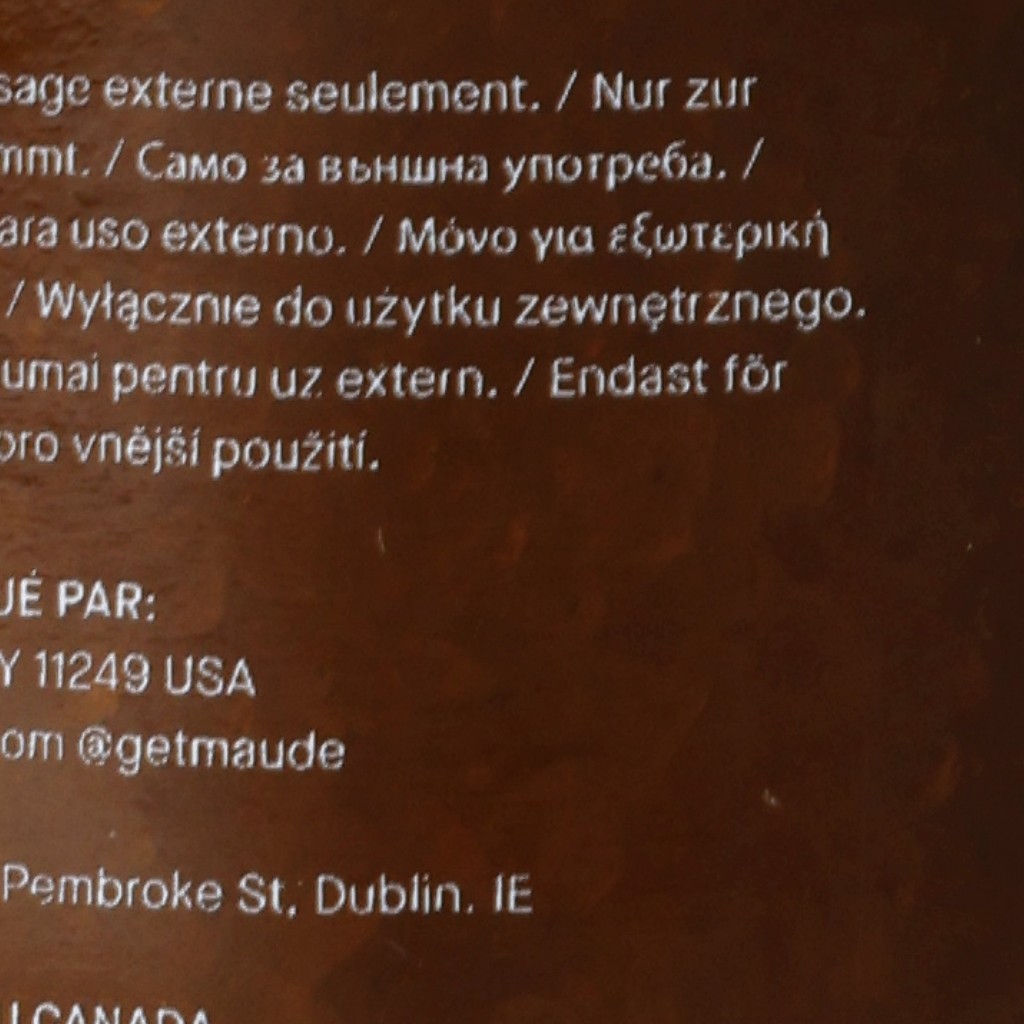 sage externe seulement. / Nur zur
mmt. / Само за външна употреба. /
ara uso externo. / Μόνο για εξωτερική
/ Wyłącznie do użytku zewnętrznego.
umai pentru uz extern. / Endast för
pro vnější použití.
UÉ PAR:
Y 11249 USA
om @getmaude
Pembroke St, Dublin. IE
CANADA